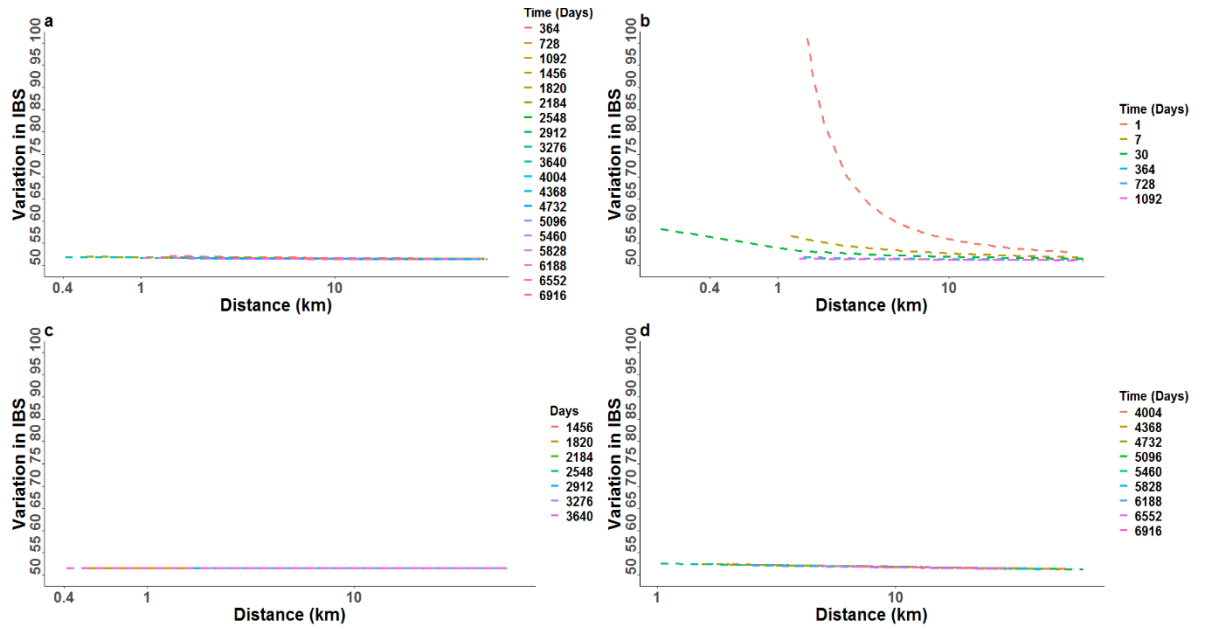 a
Variation in IBS
50 55 60 65 70 75 80 85 90 95 100
0.4 1 10
Distance (km)
Time (Days)
364
728
1092
1456
1820
2184
2548
2912
3276
3640
4004
4368
4732
5096
5460
5828
6188
6552
6916
b
Variation in IBS
50 55 60 65 70 75 80 85 90 95 100
0.4 1 10
Distance (km)
Time (Days)
1
7
30
364
728
1092
c
Variation in IBS
50 55 60 65 70 75 80 85 90 95 100
0.4 1 10
Distance (km)
Days
1456
1820
2184
2548
2912
3276
3640
d
Variation in IBS
50 55 60 65 70 75 80 85 90 95 100
1 10
Distance (km)
Time (Days)
4004
4368
4732
5096
5460
5828
6188
6552
6916